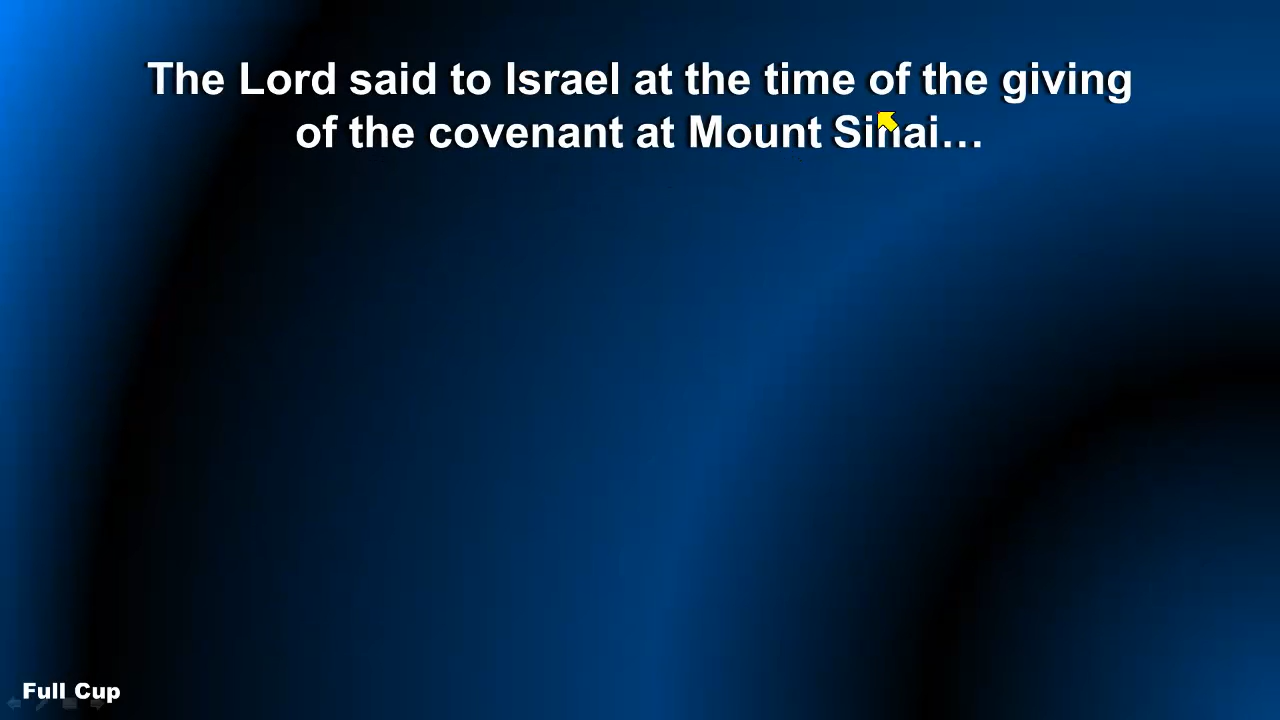 The Lord said to Israel at the time of the giving
of the covenant at Mount Sinai…
Full Cup